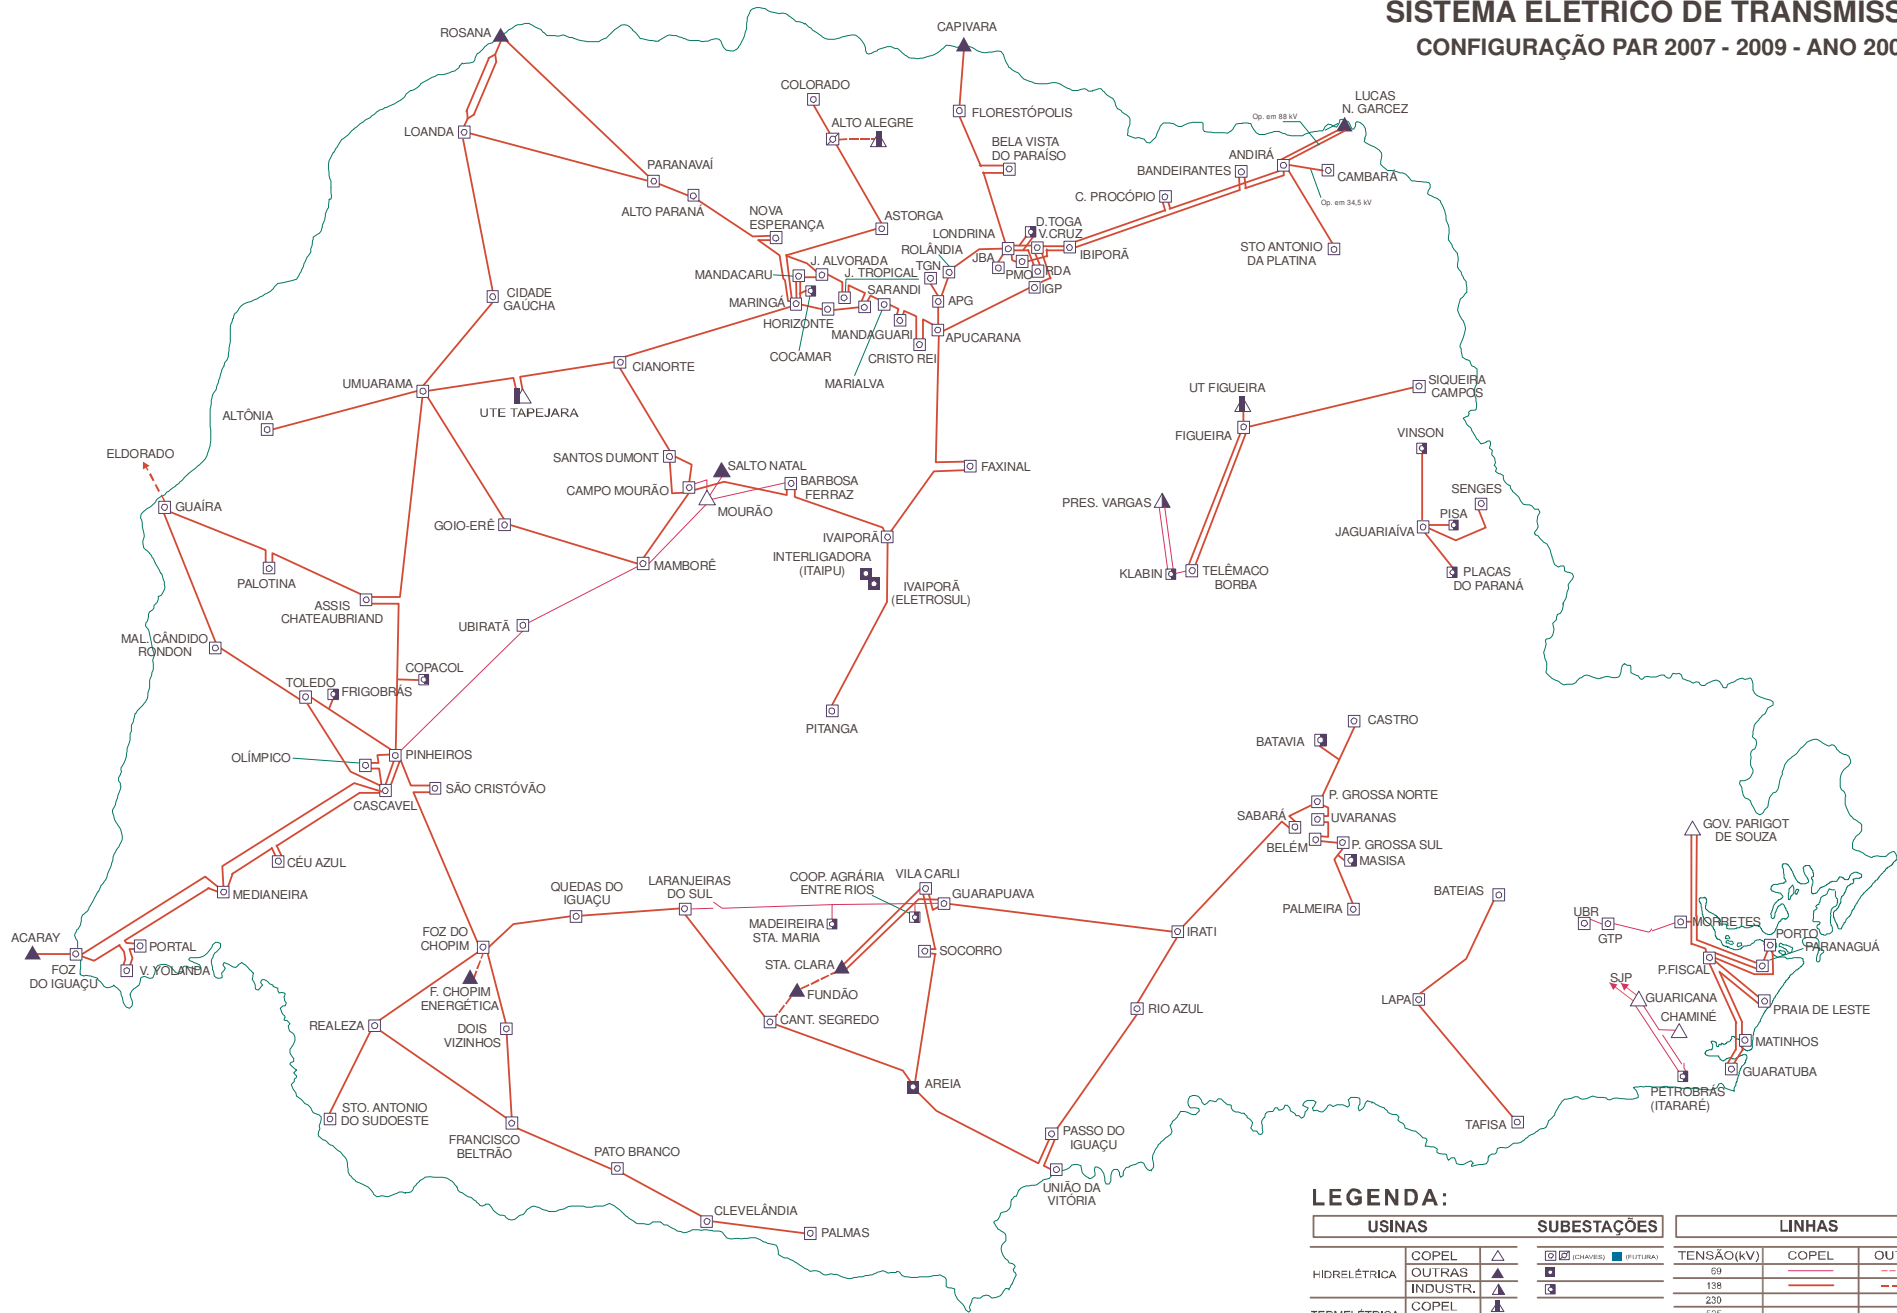 SISTEMA ELÉTRICO DE TRANSMISS
CONFIGURAÇÃO PAR 2007 - 2009 - ANO 200
ROSANA
CAPIVARA
COLORADO
LUCAS
N. GARCEZ
Op. em 88 kV
ALTO ALEGRE
FLORESTÓPOLIS
LOANDA
BELA VISTA
DO PARAÍSO
ANDIRÁ
BANDEIRANTES
CAMBARÁ
PARANAVAÍ
C. PROCÓPIO
Op. em 34,5 kV
ALTO PARANÁ
NOVA
ESPERANÇA
ASTORGA
D.TOGA
V.CRUZ
LONDRINA
ROLÂNDIA
IBIPORÃ
STO ANTONIO
DA PLATINA
JBA
TGN
PMO
RDA
IGP
J. ALVORADA
J. TROPICAL
MANDACARU
SARANDI
CIDADE
GAÚCHA
MARINGÁ
APG
HORIZONTE
MANDAGUARI
APUCARANA
COCAMAR
CRISTO REI
CIANORTE
MARIALVA
UMUARAMA
UTE TAPEJARA
UT FIGUEIRA
SIQUEIRA
CAMPOS
ALTÔNIA
FIGUEIRA
VINSON
ELDORADO
SANTOS DUMONT
SALTO NATAL
FAXINAL
CAMPO MOURÃO
BARBOSA
FERRAZ
SENGES
GUAÍRA
MOURÃO
PRES. VARGAS
PISA
GOIO-ERÊ
JAGUARIAÍVA
IVAIPORÃ
INTERLIGADORA
(ITAIPU)
MAMBORÊ
PALOTINA
KLABIN
TELÊMACO
BORBA
PLACAS
DO PARANÁ
IVAIPORÃ
(ELETROSUL)
ASSIS
CHATEAUBRIAND
UBIRATÃ
MAL. CÂNDIDO
RONDON
COPACOL
TOLEDO
FRIGOBRÁS
PITANGA
CASTRO
BATAVIA
OLÍMPICO
PINHEIROS
SÃO CRISTÓVÃO
CASCAVEL
P. GROSSA NORTE
SABARÁ
UVARANAS
GOV. PARIGOT
DE SOUZA
BELÉM
P. GROSSA SUL
MASISA
CÉU AZUL
MEDIANEIRA
QUEDAS DO
IGUAÇU
LARANJEIRAS
DO SUL
COOP. AGRÁRIA
ENTRE RIOS
VILA CARLI
GUARAPUAVA
PALMEIRA
BATEIAS
MADEIREIRA
STA. MARIA
UBR
GTP
MORRETES
ACARAY
FOZ DO
CHOPIM
IRATI
PORTO
PARANAGUÁ
PORTAL
SOCORRO
FOZ
DO IGUAÇU
V. YOLANDA
STA. CLARA
P.FISCAL
SJP
F. CHOPIM
ENERGÉTICA
FUNDÃO
LAPA
GUARICANA
PRAIA DE LESTE
RIO AZUL
CHAMINÉ
REALEZA
CANT. SEGREDO
DOIS
VIZINHOS
MATINHOS
GUARATUBA
AREIA
PETROBRÁS
(ITARARÉ)
STO. ANTONIO
DO SUDOESTE
TAFISA
FRANCISCO
BELTRÃO
PASSO DO
IGUAÇU
PATO BRANCO
UNIÃO DA
VITÓRIA
CLEVELÂNDIA
PALMAS
LEGENDA:
USINAS SUBESTAÇÕES LINHAS
COPEL (CHAVES) (FUTURA) TENSÃO(kV) COPEL OUT
HIDRELÉTRICA OUTRAS 69
INDUSTR. 138
COPEL 230